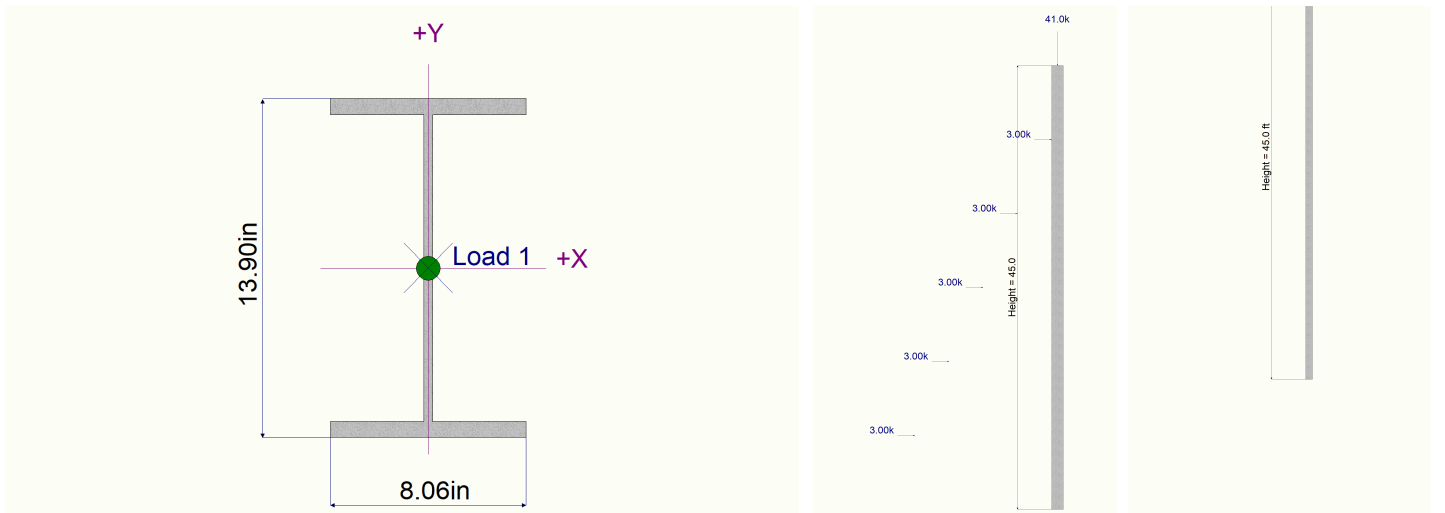 +Y
13.90in
Load 1
+X
8.06in
41.0k
3.00k
3.00k
3.00k
3.00k
3.00k
Height = 45.0
Height = 45.0 ft